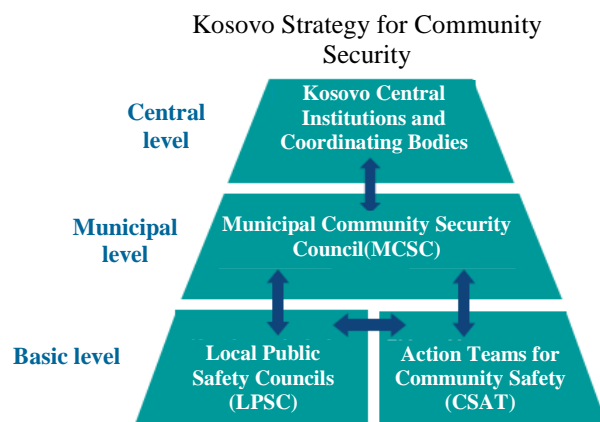 Kosovo Strategy for Community
Security
Central
level
Kosovo Central
Institutions and
Coordinating Bodies
Municipal
level
Municipal Community Security
Council(MCSC)
Basic level
Local Public
Safety Councils
(LPSC)
Action Teams for
Community Safety
(CSAT)